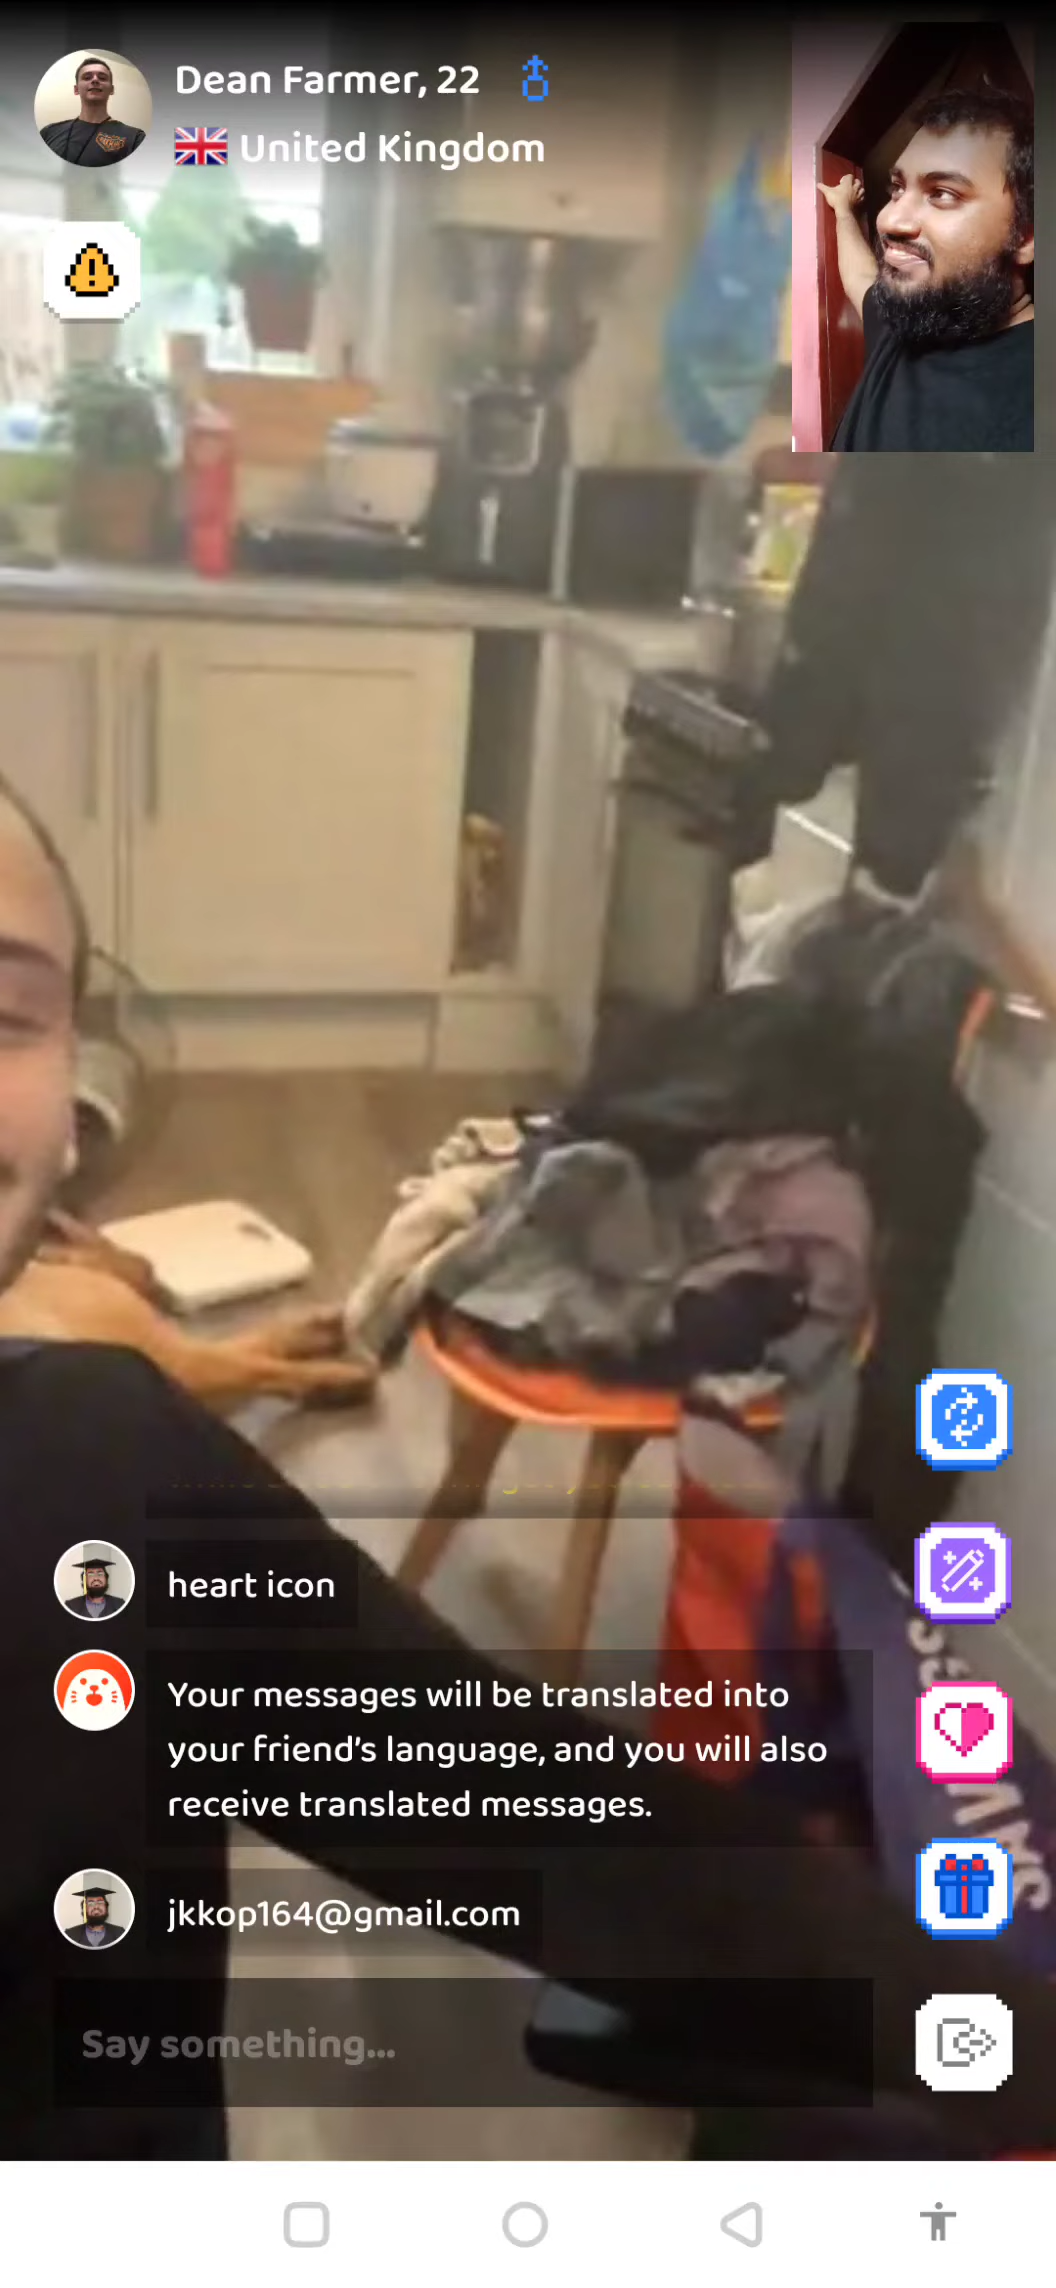 Dean Farmer, 22
United Kingdom
heart icon
Your messages will be translated into
your friend's language, and you will also
receive translated messages.
jkkop164@gmail.com
Say something...